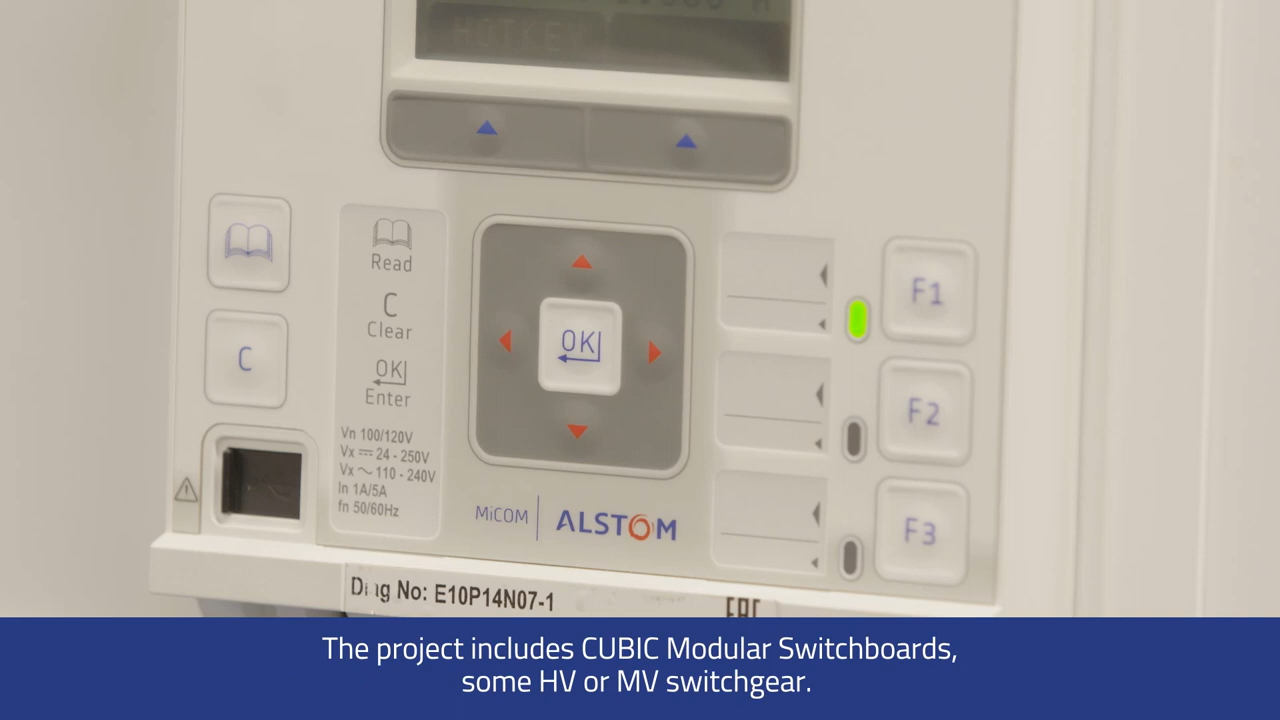 HOTKEY
Read
C
Clear
OK
Enter
C
OK
F1
F2
F3
Vn 100/120V
Vx ⎓ 24 - 250V
Vx ~ 110 - 240V
In 1A/5A
fn 50/60Hz
MiCOM ALSTOM
No: E10P14N07-1
EAC
The project includes CUBIC Modular Switchboards,
some HV or MV switchgear.